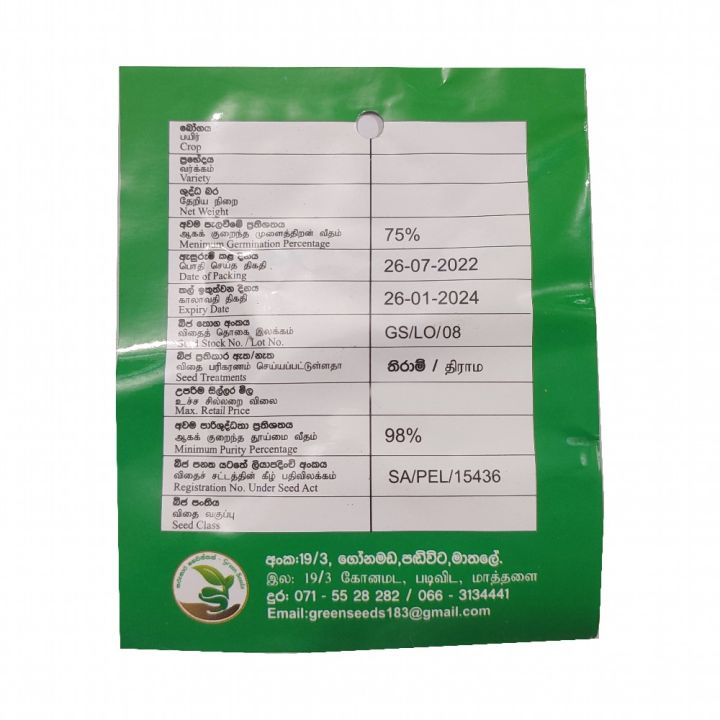 බෝගය
பயிர்
Crop
ප්‍රභේදය
வர்க்கம்
Variety
ශුද්ධ බර
தேறிய நிறை
Net Weight
අවම පැලවීමේ ප්‍රතිශතය
ஆகக் குறைந்த முளைத்திறன் வீதம்
Menimum Germination Percentage
75%
ඇසුරුම් කළ දිනය
பொதி செய்த திகதி
Date of Packing
26-07-2022
කල් ඉකුත්වන දිනය
காலாவதி திகதி
Expiry Date
26-01-2024
බීජ තොග අංකය
விதைத் தொகை இலக்கம்
Seed Stock No. / Lot No.
GS/LO/08
බීජ ප්‍රතිකාර ඇත/නැත
விதை பரிகரணம் செய்யப்பட்டுள்ளதா
Seed Treatments
තිරාම් / திராம
උපරිම සිල්ලර මිල
உச்ச சில்லறை விலை
Max. Retail Price
අවම පාරිශුද්ධතා ප්‍රතිශතය
ஆகக் குறைந்த தூய்மை வீதம்
Minimum Purity Percentage
98%
බීජ පනත යටතේ ලියාපදිංචි අංකය
விதைச் சட்டத்தின் கீழ் பதிவிலக்கம்
Registration No. Under Seed Act
SA/PEL/15436
බීජ පංතිය
விதை வகுப்பு
Seed Class
අංක:19/3, ගෝනමඩ,පඬිවිට,මාතලේ.
இல: 19/3 கோனமட, படிவிட, மாத்தளை
දුර: 071 - 55 28 282 / 066 - 3134441
Email:greenseeds183@gmail.com